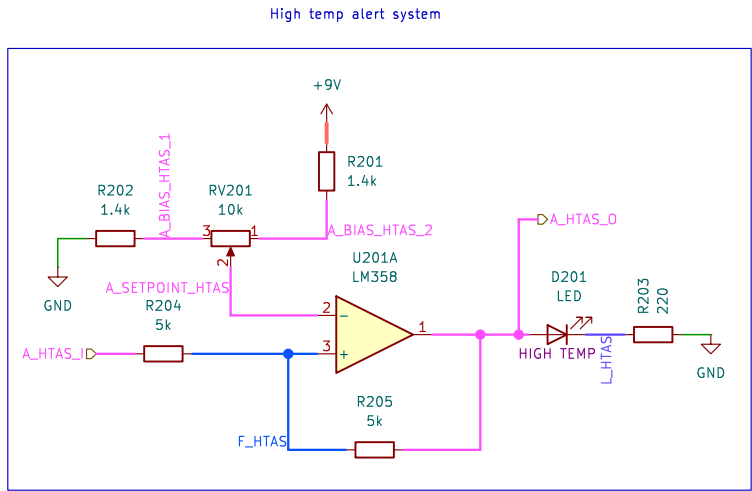 High temp alert system
+9V
A_BIAS_HTAS_1
R201
1.4k
R202
1.4k
RV201
10k
3
1
2
A_BIAS_HTAS_2
A_HTAS_O
GND
A_SETPOINT_HTAS
U201A
LM358
D201
LED
R203
220
R204
5k
2
−
1
3
+
A_HTAS_I
HIGH TEMP
L_HTAS
GND
R205
5k
F_HTAS